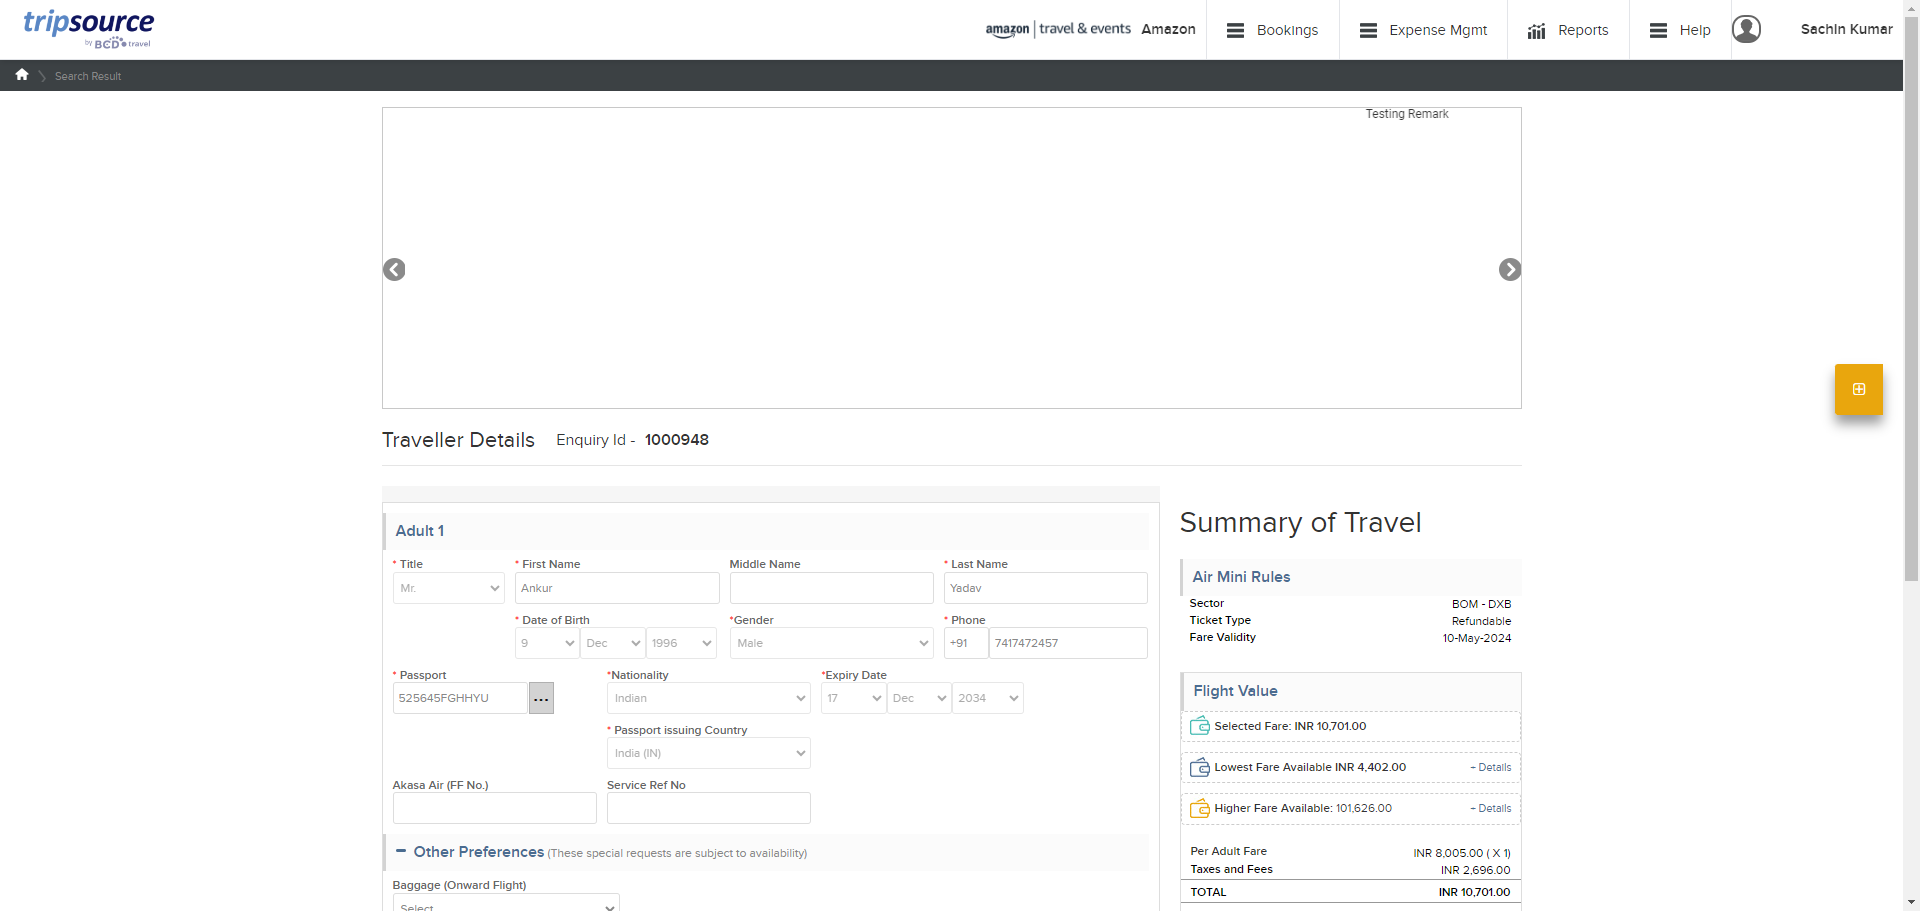 tripsource
by BCD travel
amazon | travel & events Amazon
Bookings
Expense Mgmt
Reports
Help
Sachin Kumar
Search Result
Testing Remark
Traveller Details Enquiry Id - 1000948
Adult 1
* Title
* First Name
Middle Name
* Last Name
Mr.
Ankur
Yadav
* Date of Birth
*Gender
* Phone
9
Dec
1996
Male
+91
7417472457
* Passport
*Nationality
*Expiry Date
525645FGHHYU
...
Indian
17
Dec
2034
* Passport issuing Country
India (IN)
Akasa Air (FF No.)
Service Ref No
Other Preferences (These special requests are subject to availability)
Baggage (Onward Flight)
Select
Summary of Travel
Air Mini Rules
Sector BOM - DXB
Ticket Type Refundable
Fare Validity 10-May-2024
Flight Value
Selected Fare: INR 10,701.00
Lowest Fare Available INR 4,402.00 + Details
Higher Fare Available: 101,626.00 + Details
Per Adult Fare INR 8,005.00 ( X 1)
Taxes and Fees INR 2,696.00
TOTAL INR 10,701.00